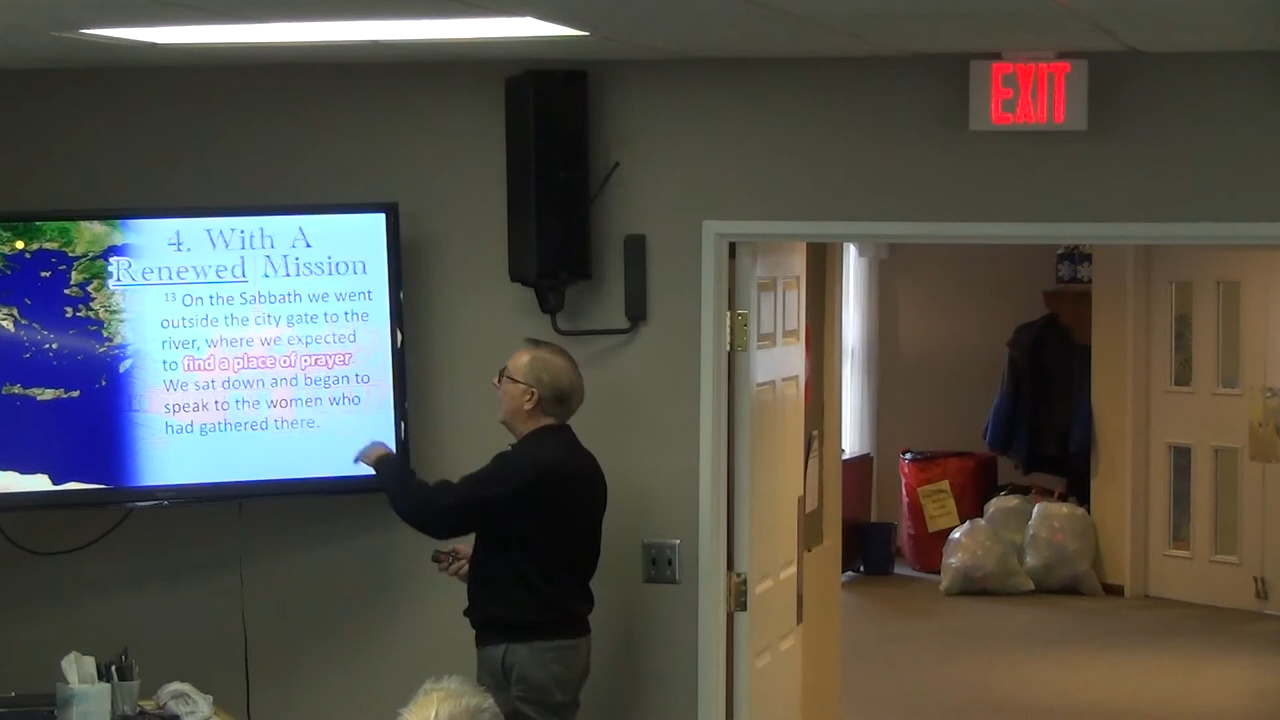 EXIT
4. With A
Renewed Mission
13 On the Sabbath we went
outside the city gate to the
river, where we expected
to find a place of prayer.
We sat down and began to
speak to the women who
had gathered there.